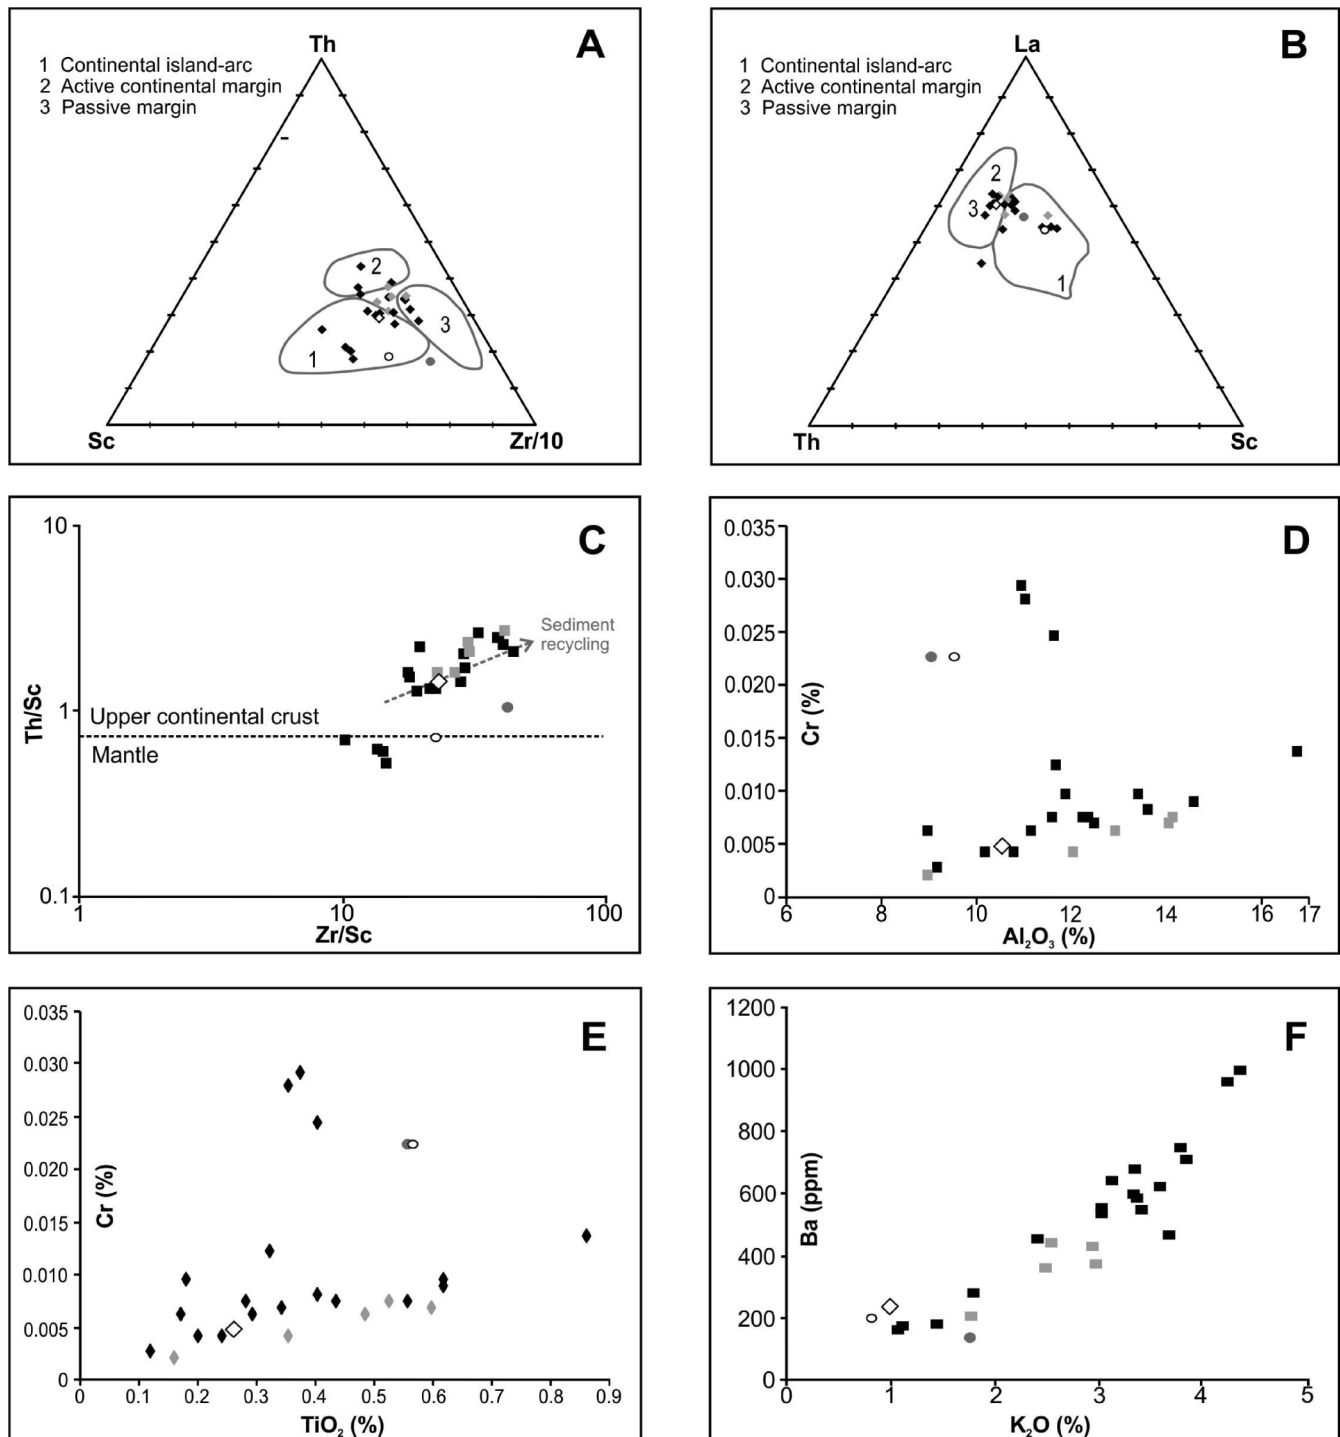 A
Th
1 Continental island-arc
2 Active continental margin
3 Passive margin
2
3
1
Sc
Zr/10
B
La
1 Continental island-arc
2 Active continental margin
3 Passive margin
2
3
1
Th
Sc
C
10
1
0.1
Th/Sc
Sediment
recycling
Upper continental crust
Mantle
1
10
100
Zr/Sc
D
0.035
0.030
0.025
0.020
0.015
0.010
0.005
0
Cr (%)
6
8
10
12
14
16
17
Al₂O₃ (%)
E
0.035
0.030
0.025
0.020
0.015
0.010
0.005
0
Cr (%)
0
0.1
0.2
0.3
0.4
0.5
0.6
0.7
0.8
0.9
TiO₂ (%)
F
1200
1000
800
600
400
200
0
Ba (ppm)
0
1
2
3
4
5
K₂O (%)